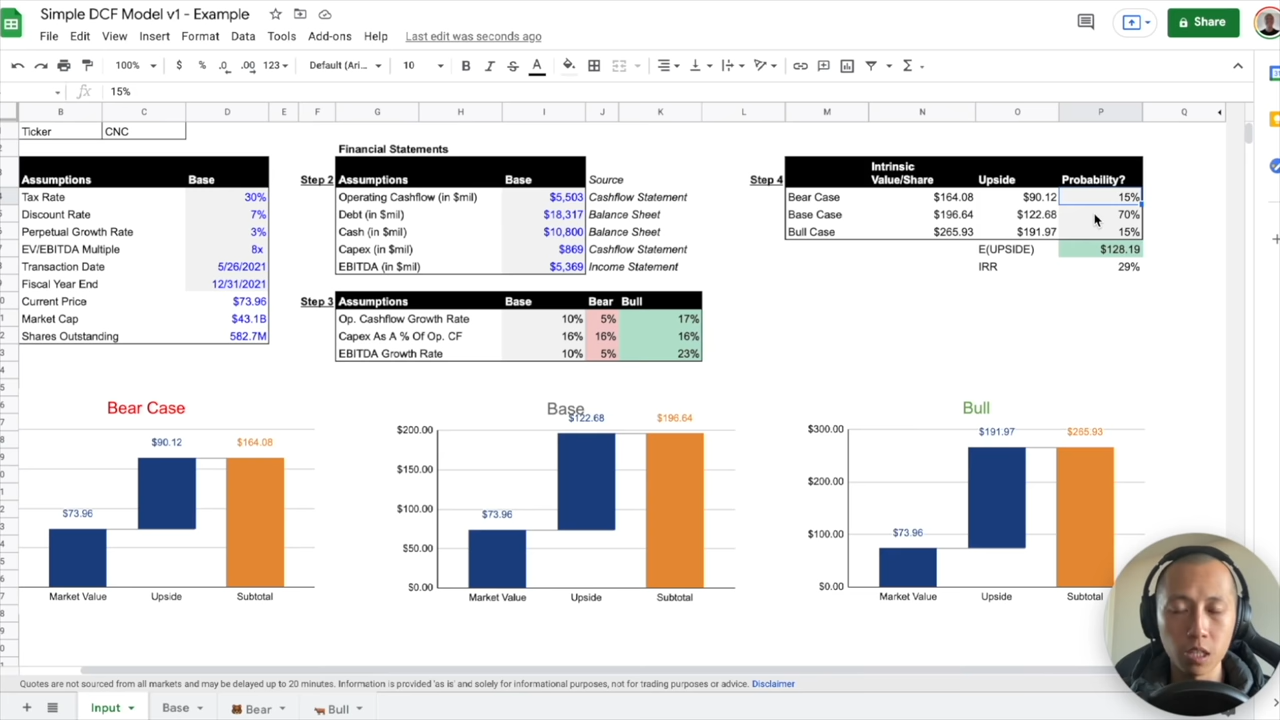 Simple DCF Model v1 - Example
File Edit View Insert Format Data Tools Add-ons Help Last edit was seconds ago
Share
100% $ % .0 .00 123 Default (Ari... 10 B I S A
fx 15%
B C D E F G H I J K L M N O P Q
Ticker CNC
Financial Statements
Assumptions Base
Tax Rate 30%
Discount Rate 7%
Perpetual Growth Rate 3%
EV/EBITDA Multiple 8x
Transaction Date 5/26/2021
Fiscal Year End 12/31/2021
Current Price $73.96
Market Cap $43.1B
Shares Outstanding 582.7M
Step 2 Assumptions Base Source
Operating Cashflow (in $mil) $5,503 Cashflow Statement
Debt (in $mil) $18,317 Balance Sheet
Cash (in $mil) $10,800 Balance Sheet
Capex (in $mil) $869 Cashflow Statement
EBITDA (in $mil) $5,369 Income Statement
Step 3 Assumptions Base Bear Bull
Op. Cashflow Growth Rate 10% 5% 17%
Capex As A % Of Op. CF 16% 16% 16%
EBITDA Growth Rate 10% 5% 23%
Step 4 Intrinsic
Value/Share Upside Probability?
Bear Case $164.08 $90.12 15%
Base Case $196.64 $122.68 70%
Bull Case $265.93 $191.97 15%
E(UPSIDE) $128.19
IRR 29%
Bear Case
$90.12 $164.08
$73.96
Market Value Upside Subtotal
Base
$122.68 $196.64
$200.00
$150.00
$100.00
$73.96
$50.00
$0.00
Market Value Upside Subtotal
Bull
$191.97 $265.93
$300.00
$200.00
$100.00
$73.96
$0.00
Market Value Upside Subtotal
Quotes are not sourced from all markets and may be delayed up to 20 minutes. Information is provided 'as is' and solely for informational purposes, not for trading purposes or advice. Disclaimer
Input Base Bear Bull